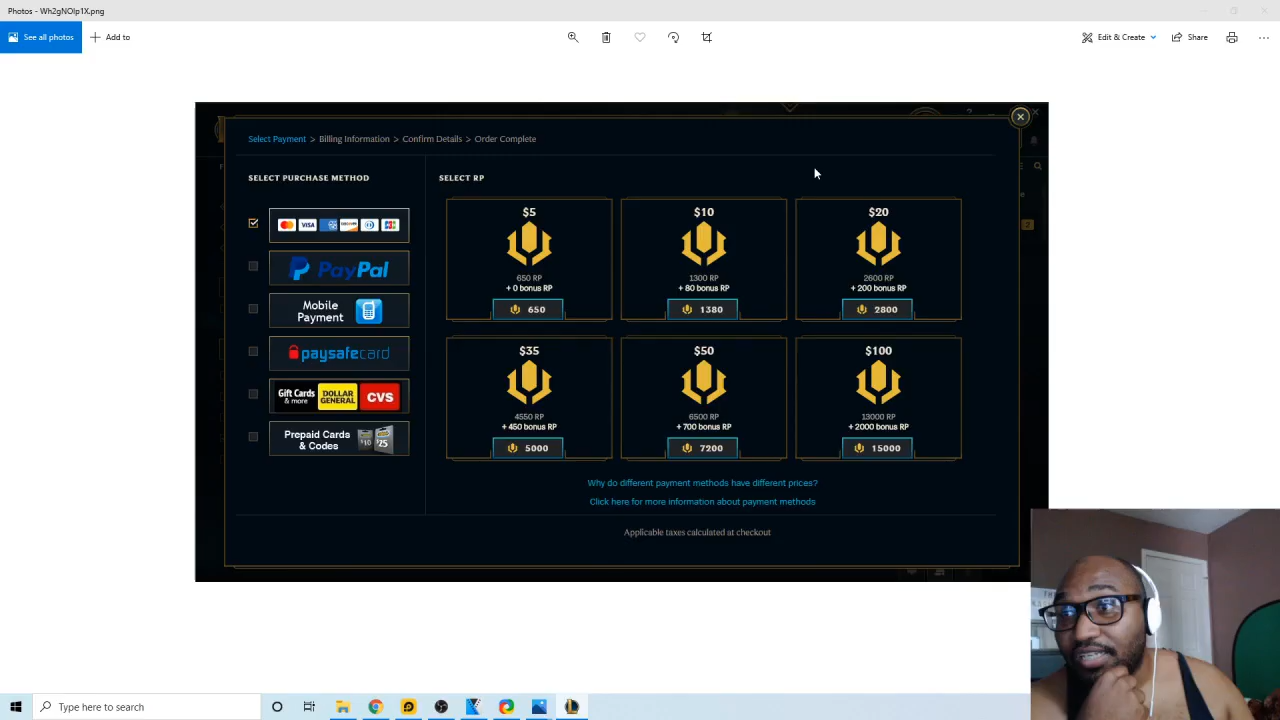 Photos - Wh2gNOlp1X.png
See all photos
Add to
Edit & Create
Share
Select Payment > Billing Information > Confirm Details > Order Complete
SELECT PURCHASE METHOD
SELECT RP
VISA
PayPal
Mobile
Payment
paysafecard
Gift Cards
& more
DOLLAR
GENERAL
CVS
Prepaid Cards
& Codes
$10
$25
$5
650 RP
+ 0 bonus RP
650
$10
1300 RP
+ 80 bonus RP
1380
$20
2600 RP
+ 200 bonus RP
2800
$35
4550 RP
+ 450 bonus RP
5000
$50
6500 RP
+ 700 bonus RP
7200
$100
13000 RP
+ 2000 bonus RP
15000
Why do different payment methods have different prices?
Click here for more information about payment methods
Applicable taxes calculated at checkout
Type here to search